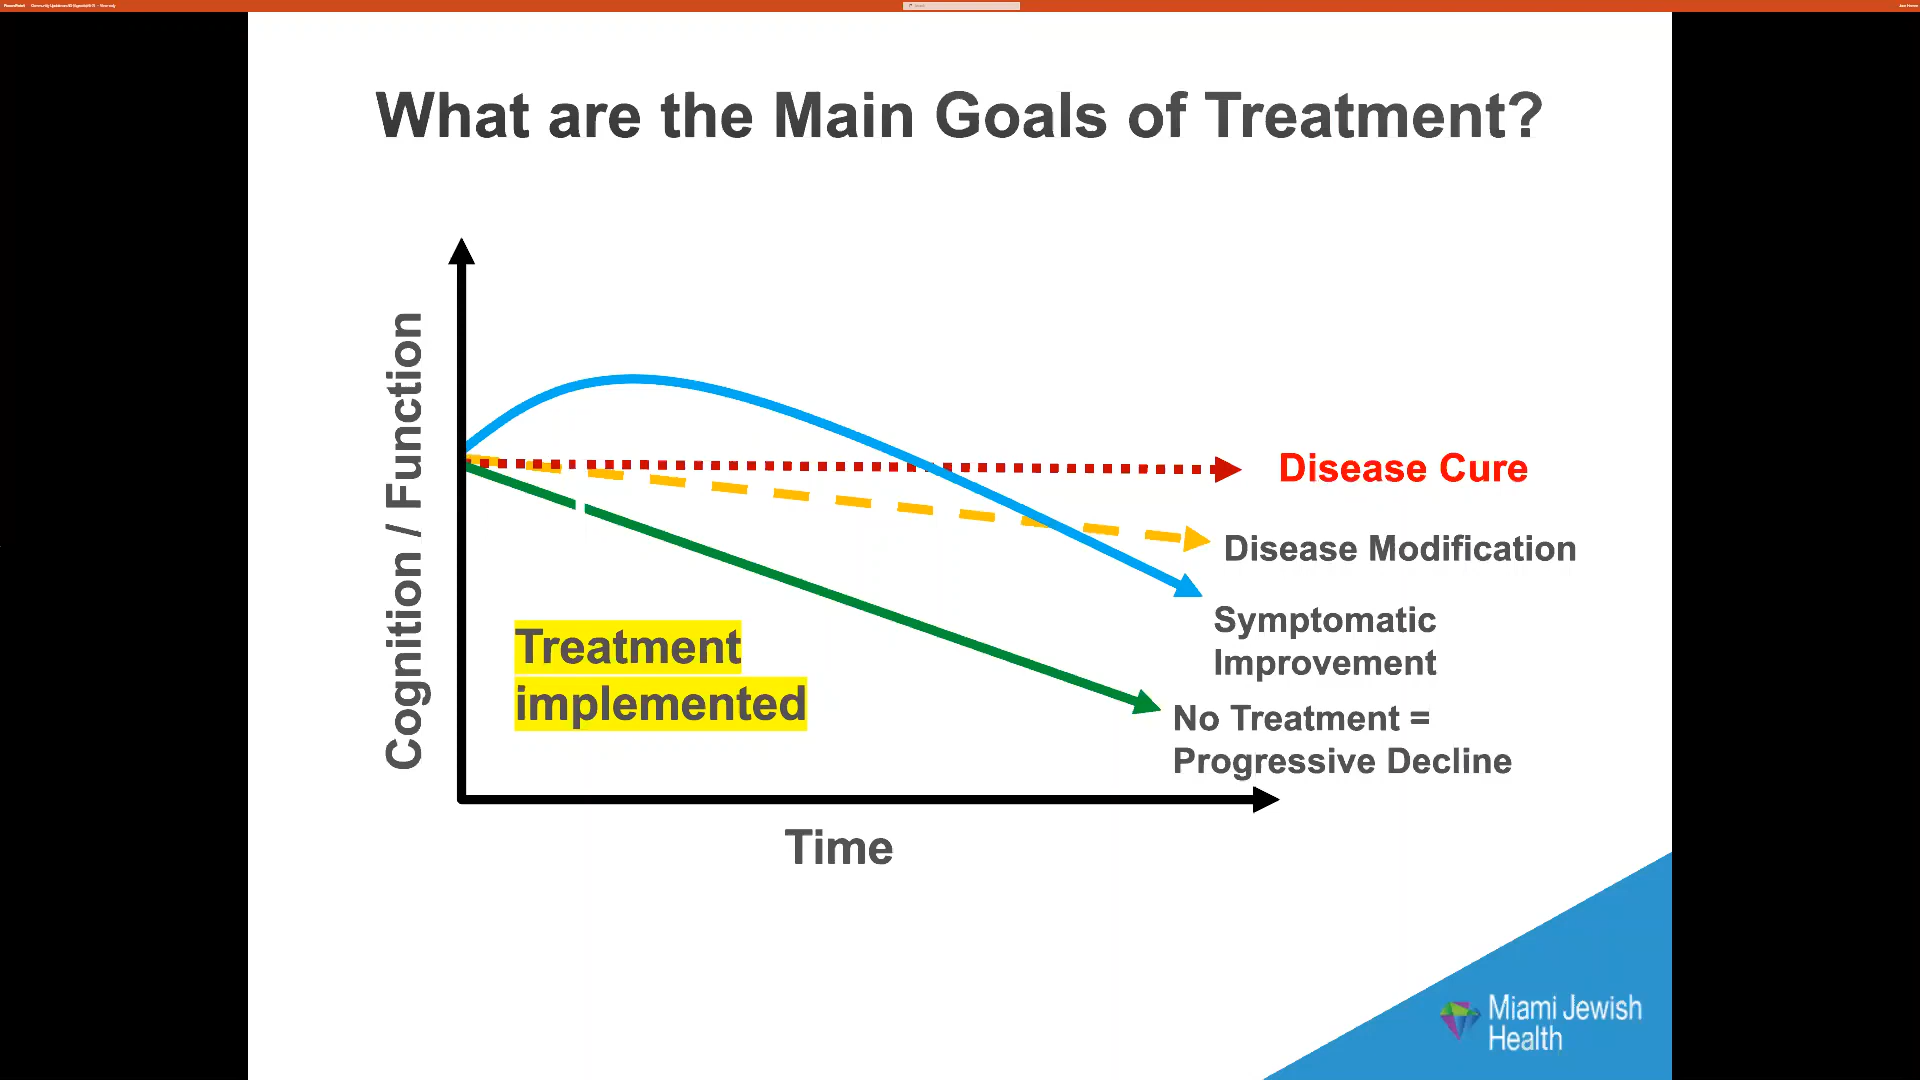 What are the Main Goals of Treatment?
Cognition / Function
Disease Cure
Disease Modification
Symptomatic
Improvement
Treatment
implemented
No Treatment =
Progressive Decline
Time
Miami Jewish
Health